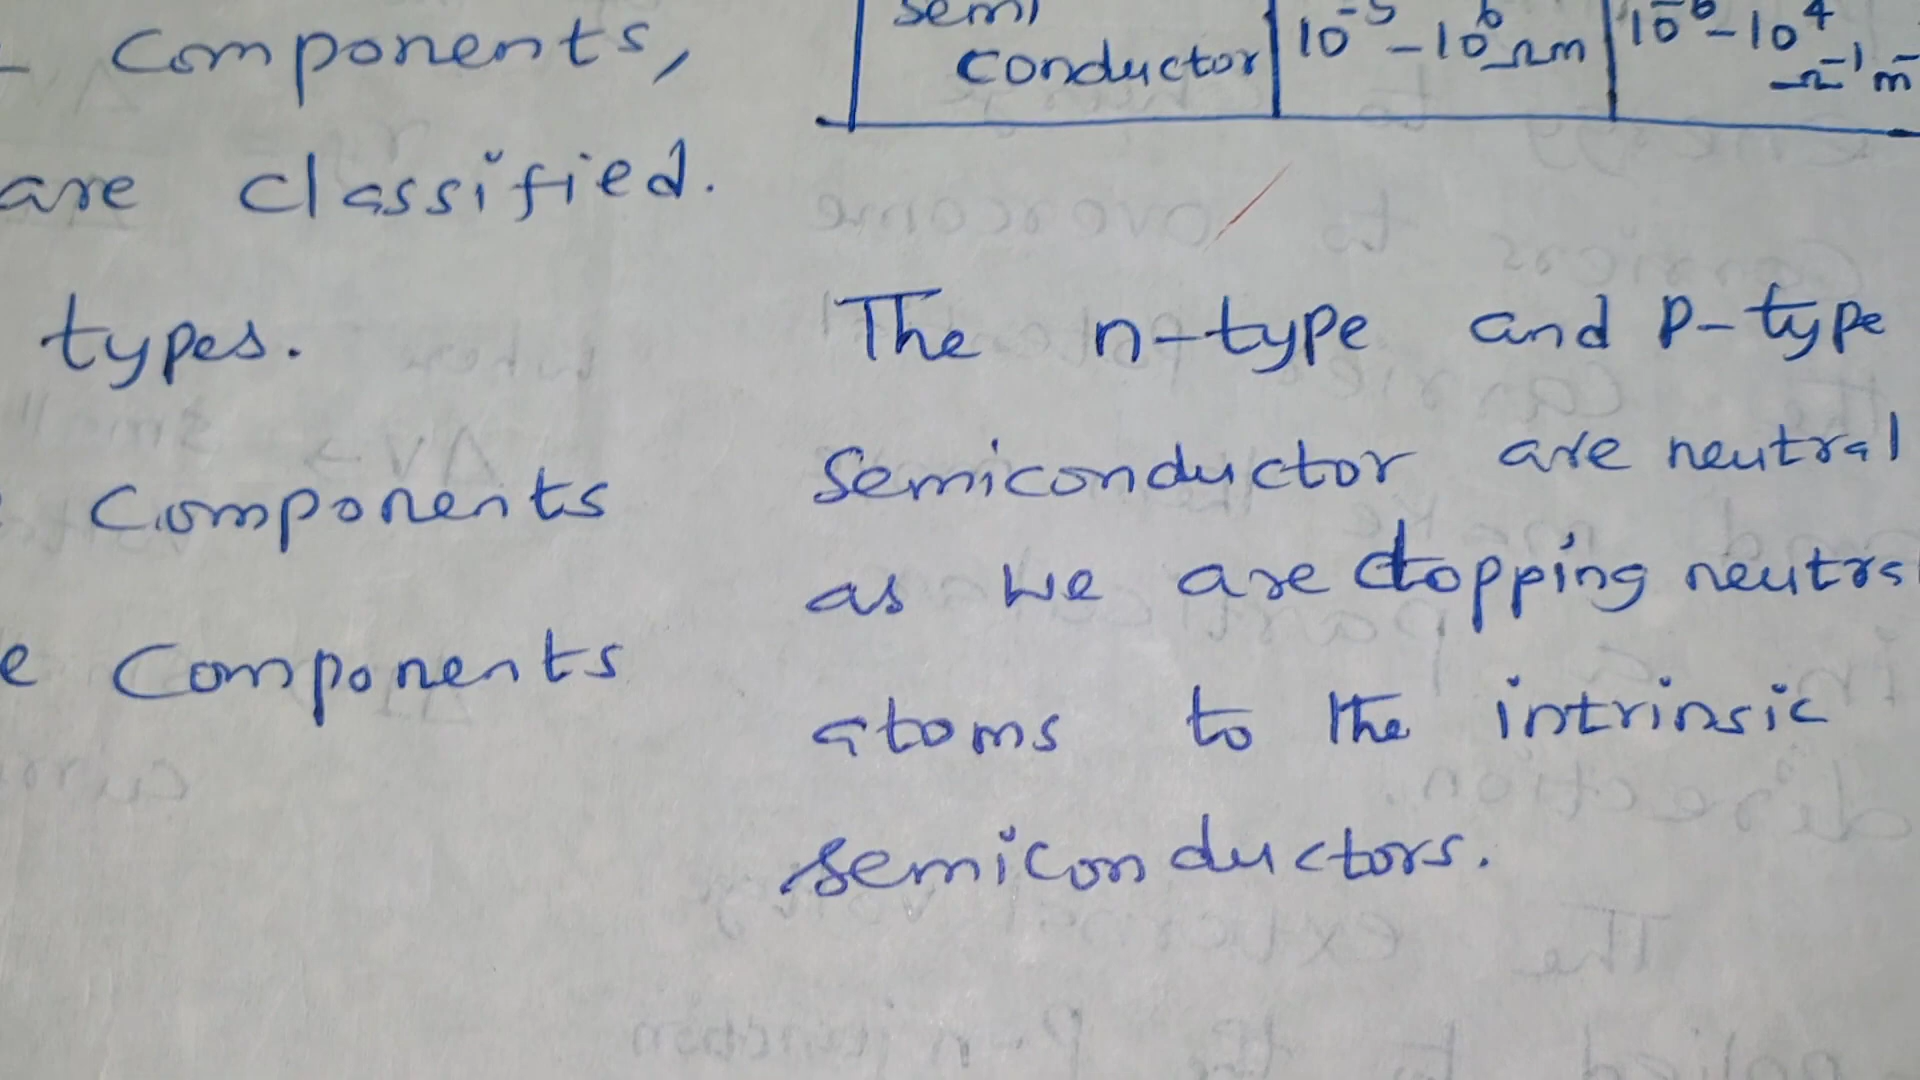 components,
are classified.
types.
components
e components
semi
conductor 10⁻⁵-10⁶ Ωm 10⁻⁶-10⁴ Ω⁻¹m⁻
The n-type and p-type
semiconductor are neutral
as we are dopping neutral
atoms to the intrinsic
semiconductors.